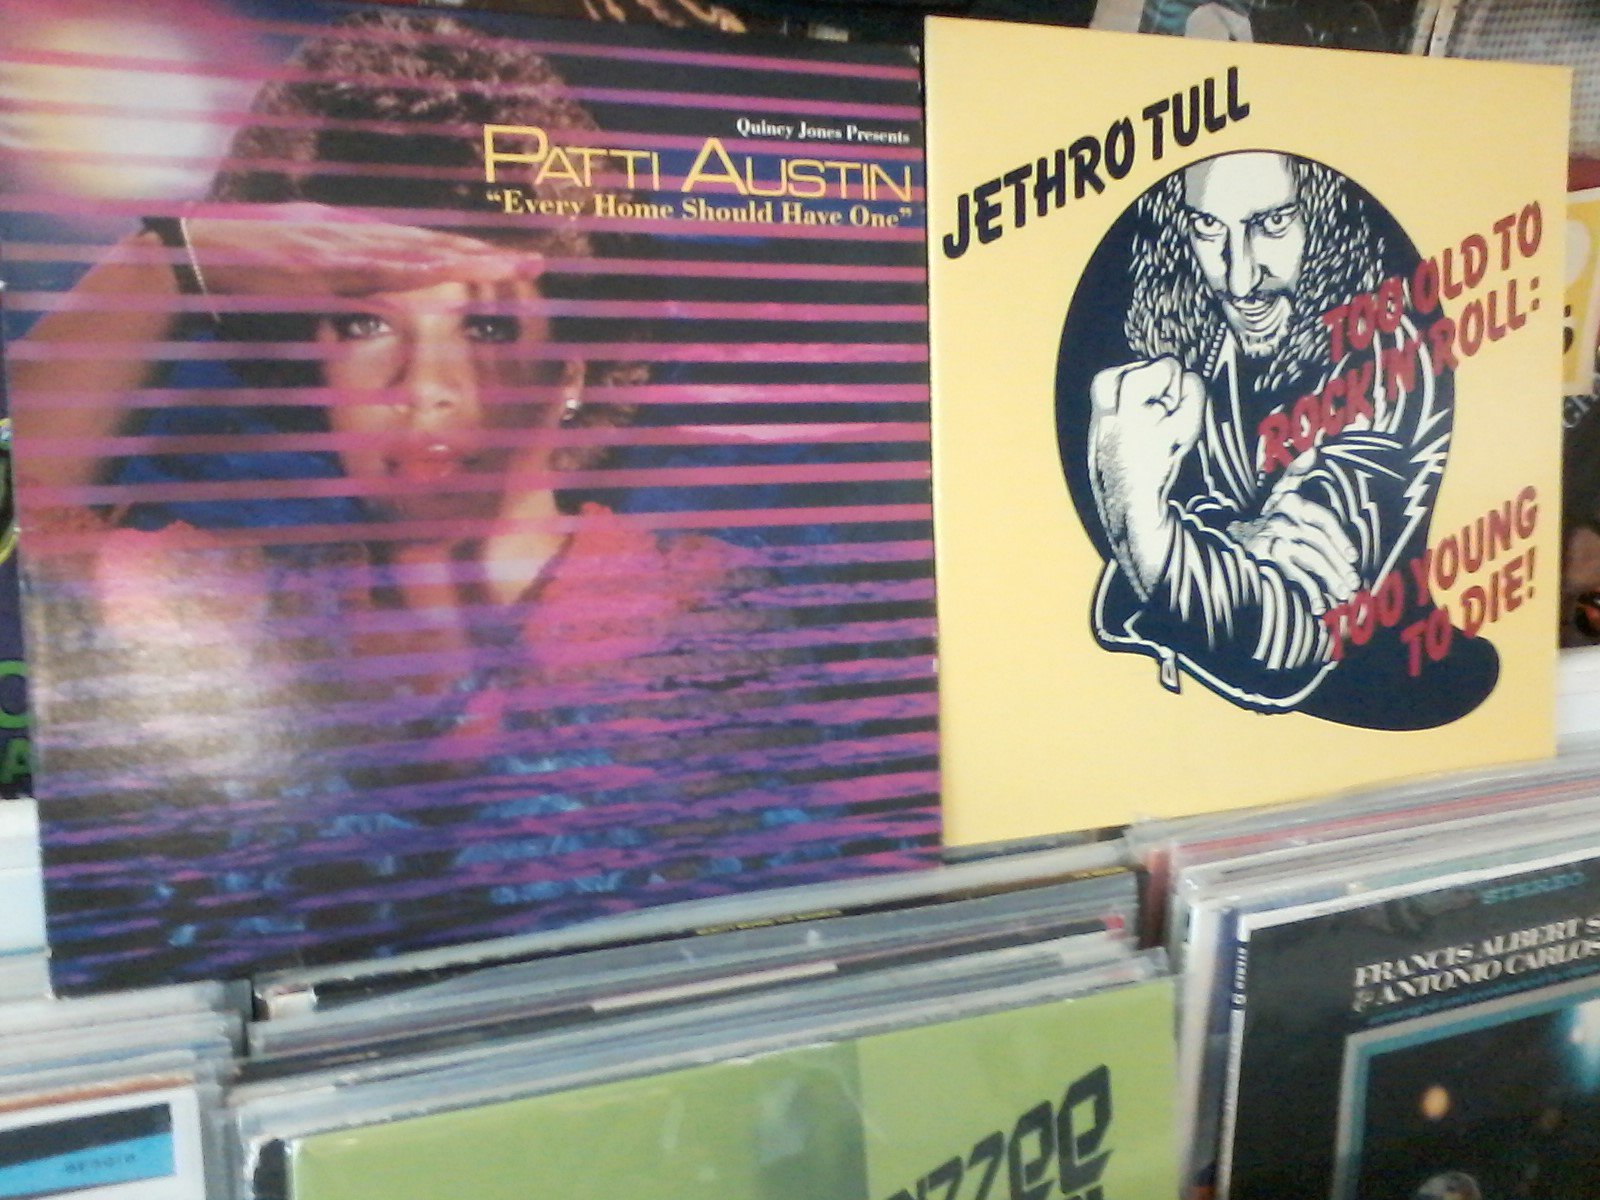 Quincy Jones Presents
PATTI AUSTIN
"Every Home Should Have One"
JETHRO TULL
TOO OLD TO
ROCK 'N' ROLL:
TOO YOUNG
TO DIE!
STEREO
FRANCIS ALBERT S
& ANTONIO CARLOS
STEREO